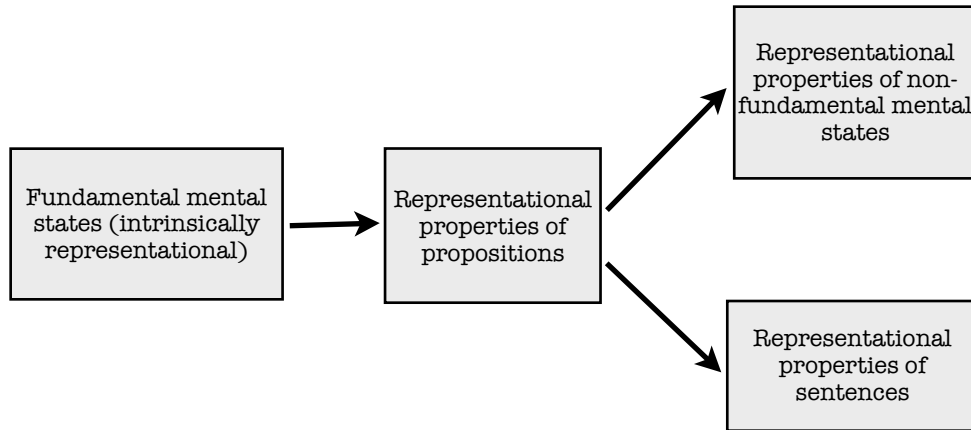 Fundamental mental
states (intrinsically
representational)
Representational
properties of
propositions
Representational
properties of non-
fundamental mental
states
Representational
properties of
sentences